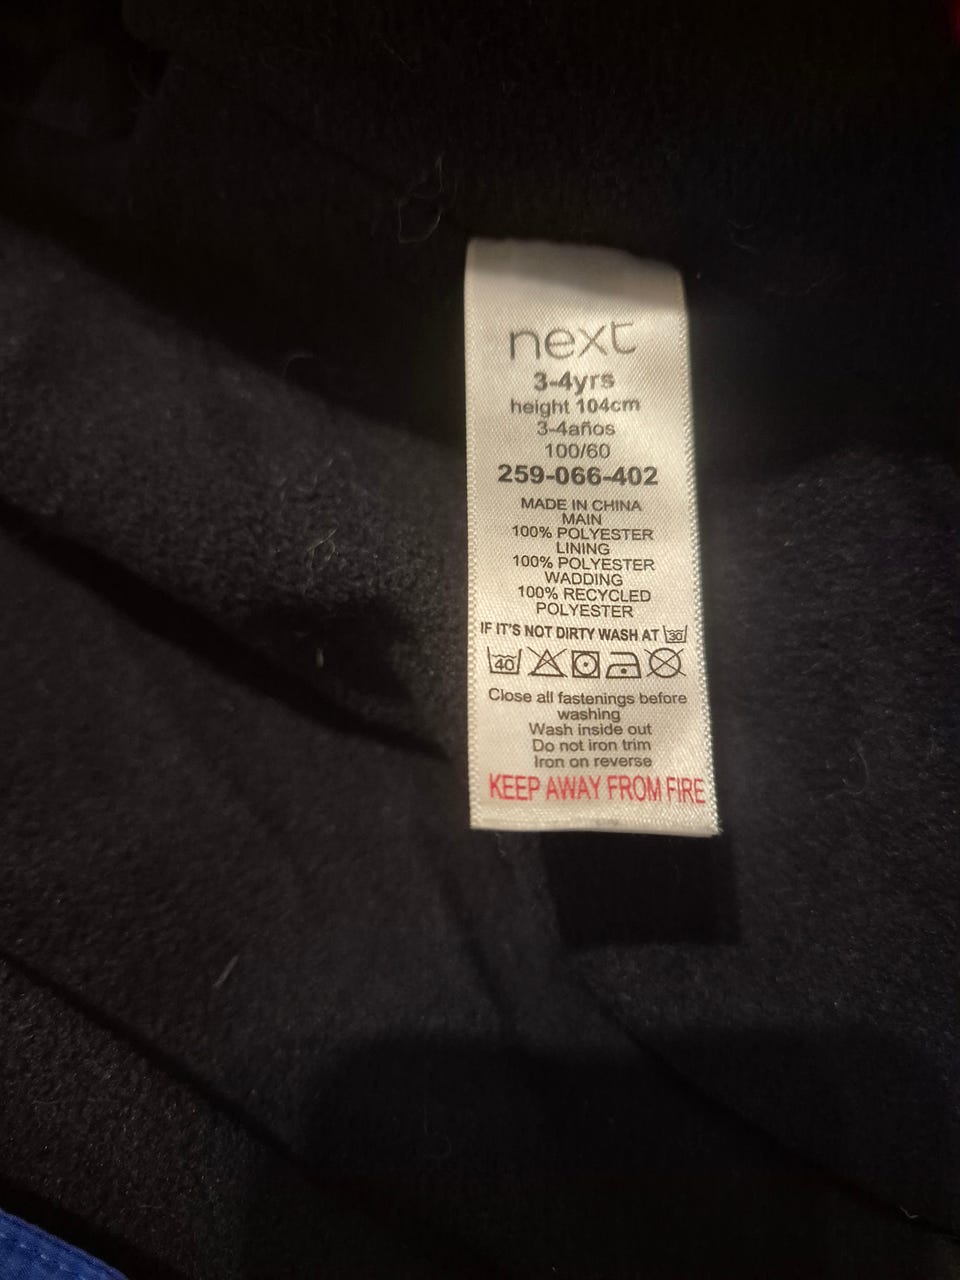 next
3-4yrs
height 104cm
3-4años
100/60
259-066-402
MADE IN CHINA
MAIN
100% POLYESTER
LINING
100% POLYESTER
WADDING
100% RECYCLED
POLYESTER
IF IT'S NOT DIRTY WASH AT 30
40
Close all fastenings before
washing
Wash inside out
Do not iron trim
Iron on reverse
KEEP AWAY FROM FIRE